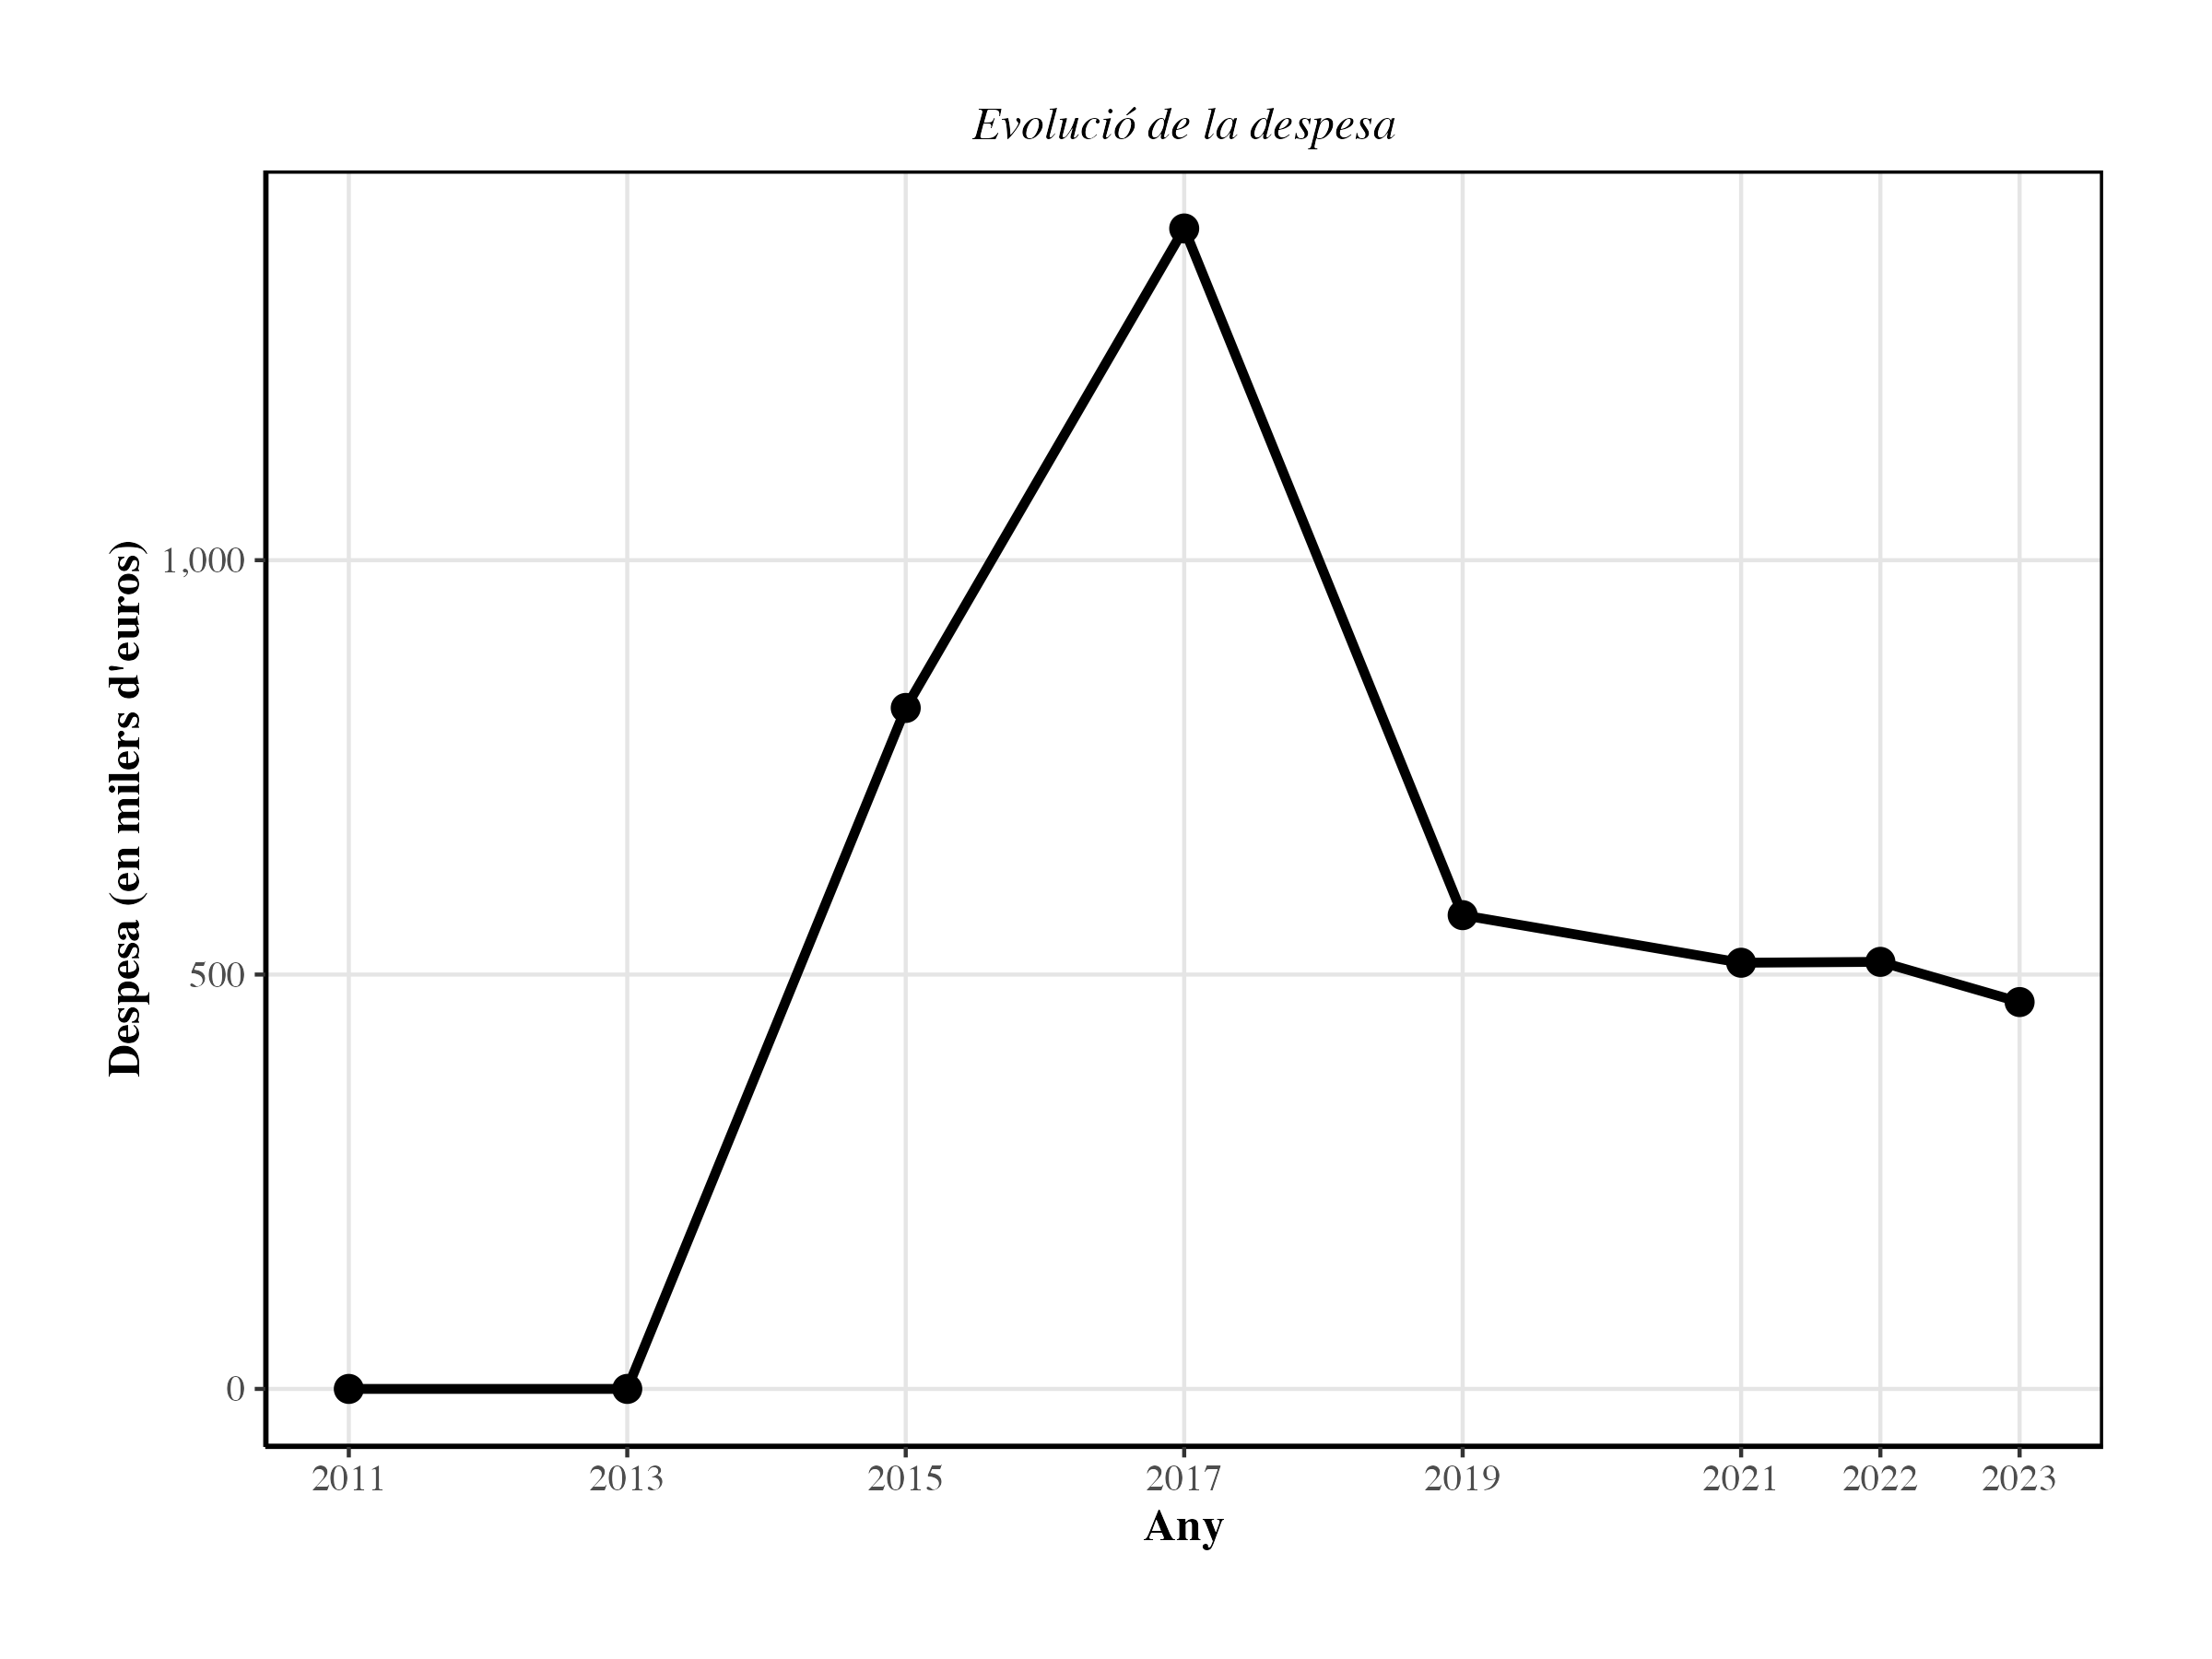 Evolució de la despesa
Despesa (en milers d'euros)
1,000
500
0
2011 2013 2015 2017 2019 2021 2022 2023
Any